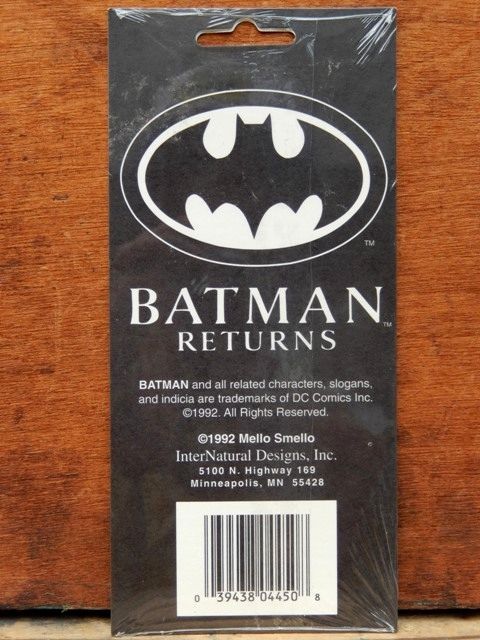 TM
BATMAN TM
RETURNS
BATMAN and all related characters, slogans,
and indicia are trademarks of DC Comics Inc.
©1992. All Rights Reserved.
©1992 Mello Smello
InterNatural Designs, Inc.
5100 N. Highway 169
Minneapolis, MN 55428
0 39438 04450 8